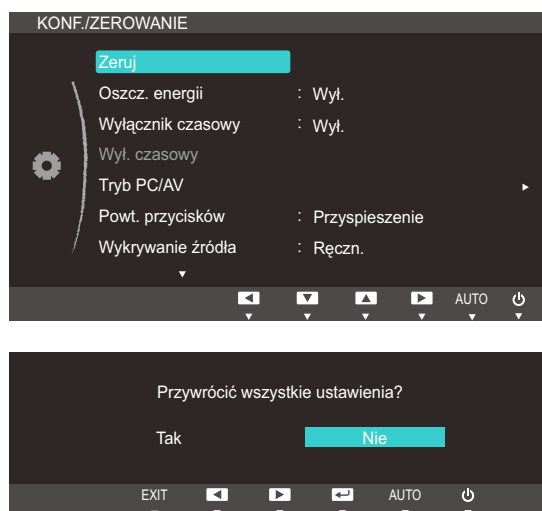 KONF./ZEROWANIE
Zeruj
Oszcz. energii : Wył.
Wyłącznik czasowy : Wył.
Wył. czasowy
Tryb PC/AV
Powt. przycisków : Przyspieszenie
Wykrywanie źródła : Ręczn.
AUTO
Przywrócić wszystkie ustawienia?
Tak Nie
EXIT AUTO